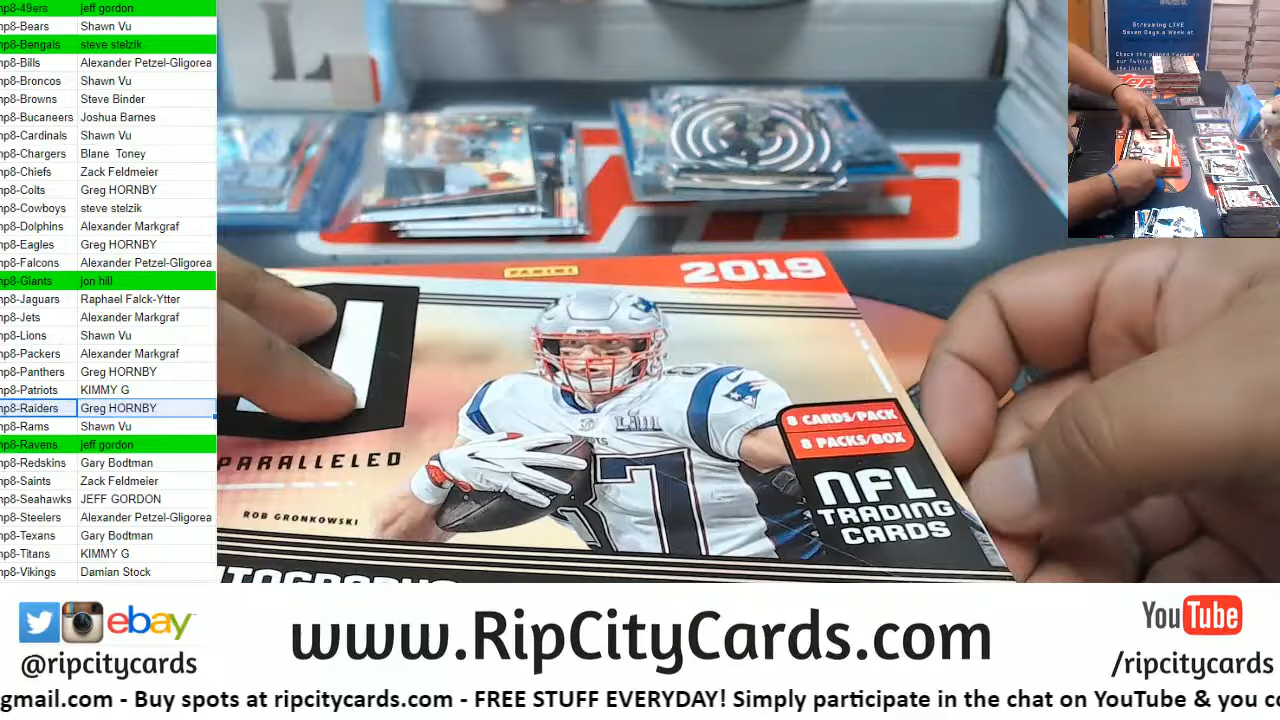 np8-49ers jeff gordon
np8-Bears Shawn Vu
np8-Bengals steve stelzik
np8-Bills Alexander Petzel-Gligorea
np8-Broncos Shawn Vu
np8-Browns Steve Binder
np8-Bucaneers Joshua Barnes
np8-Cardinals Shawn Vu
np8-Chargers Blane Toney
np8-Chiefs Zack Feldmeier
np8-Colts Greg HORNBY
np8-Cowboys steve stelzik
np8-Dolphins Alexander Markgraf
np8-Eagles Greg HORNBY
np8-Falcons Alexander Petzel-Gligorea
np8-Giants jon hill
np8-Jaguars Raphael Falck-Ytter
np8-Jets Alexander Markgraf
np8-Lions Shawn Vu
np8-Packers Alexander Markgraf
np8-Panthers Greg HORNBY
np8-Patriots KIMMY G
np8-Raiders Greg HORNBY
np8-Rams Shawn Vu
np8-Ravens jeff gordon
np8-Redskins Gary Bodtman
np8-Saints Zack Feldmeier
np8-Seahawks JEFF GORDON
np8-Steelers Alexander Petzel-Gligorea
np8-Texans Gary Bodtman
np8-Titans KIMMY G
np8-Vikings Damian Stock
Streaming LIVE
Seven Days a Week at
PANINI
2019
8 CARDS/PACK
8 PACKS/BOX
NFL
TRADING
CARDS
LIII
87
PARALLELED
ROB GRONKOWSKI
ebay
@ripcitycards
www.RipCityCards.com
YouTube
/ripcitycards
gmail.com - Buy spots at ripcitycards.com - FREE STUFF EVERYDAY! Simply participate in the chat on YouTube & you c